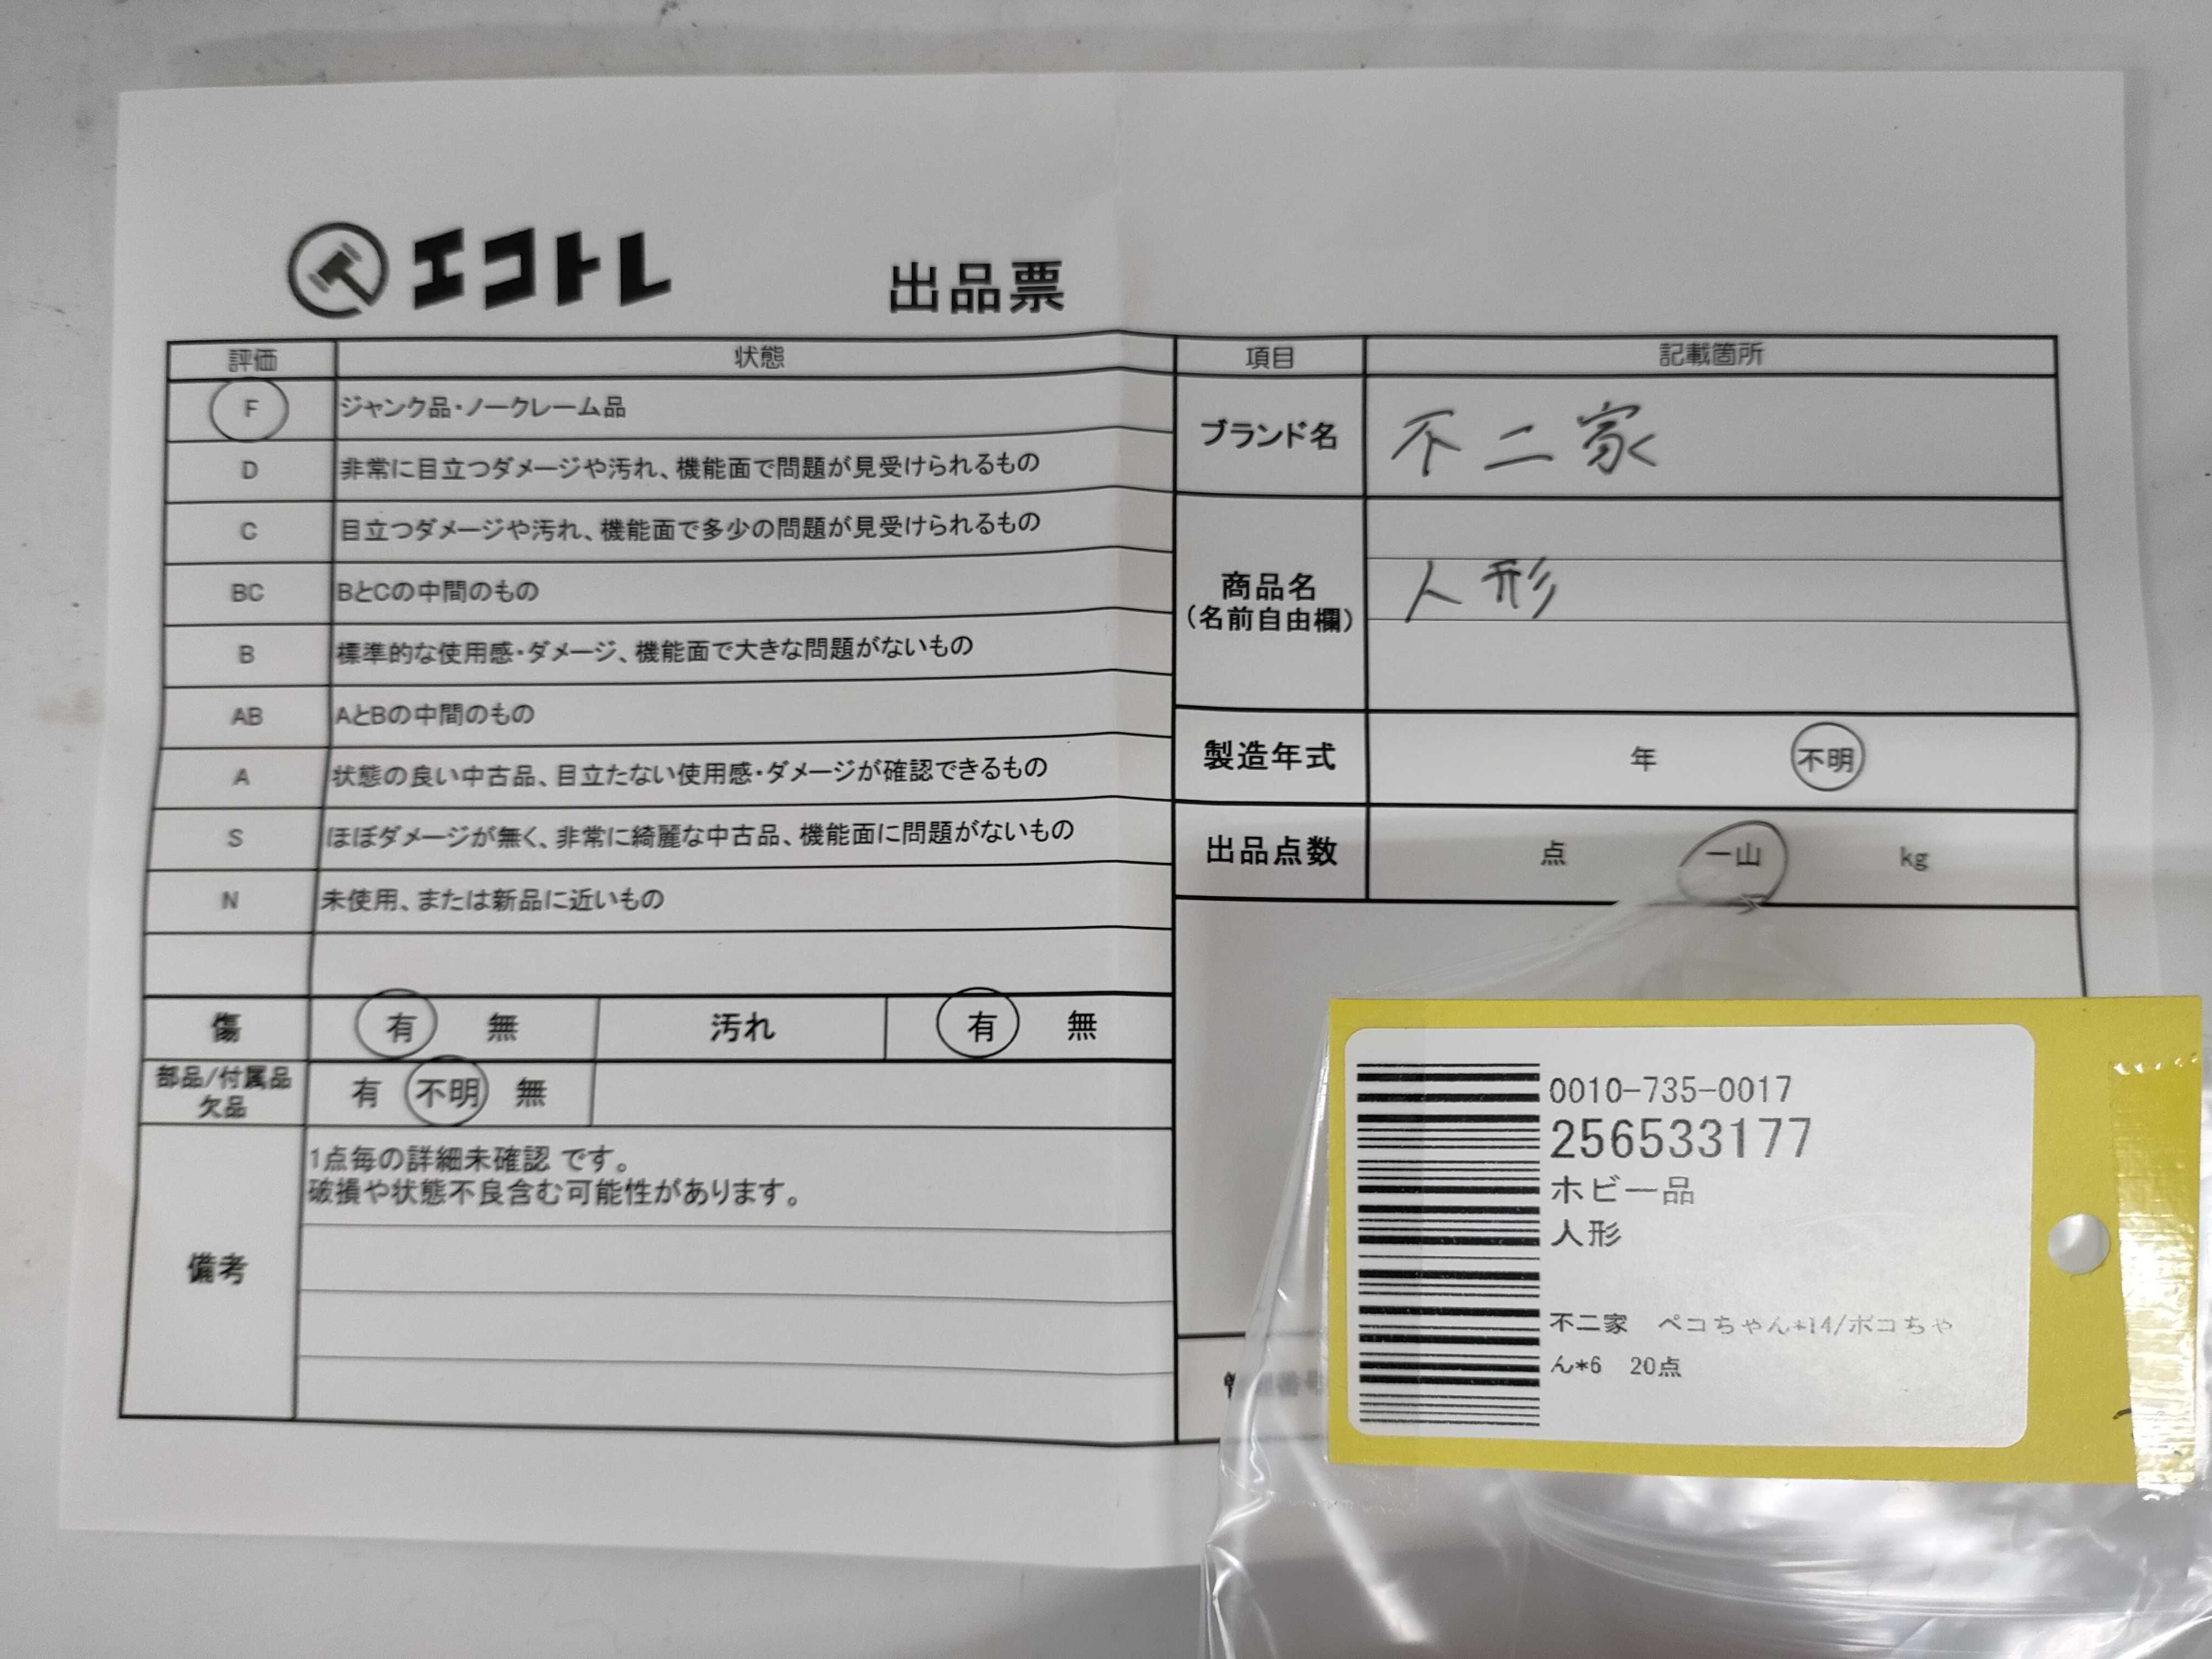 エコトレ
出品票
評価 状態
F ジャンク品・ノークレーム品
D 非常に目立つダメージや汚れ、機能面で問題が見受けられるもの
C 目立つダメージや汚れ、機能面で多少の問題が見受けられるもの
BC BとCの中間のもの
B 標準的な使用感・ダメージ、機能面で大きな問題がないもの
AB AとBの中間のもの
A 状態の良い中古品、目立たない使用感・ダメージが確認できるもの
S ほぼダメージが無く、非常に綺麗な中古品、機能面に問題がないもの
N 未使用、または新品に近いもの
傷 有 無 汚れ 有 無
部品/付属品
欠品
有 不明 無
備考
1点毎の詳細未確認 です。
破損や状態不良含む可能性があります。
項目 記載箇所
ブランド名 不二家
商品名
(名前自由欄)
人形
製造年式 年 不明
出品点数 点 一山 kg
0010-735-0017
256533177
ホビー品
人形
不二家 ペコちゃん*14/ポコちゃ
ん*6 20点